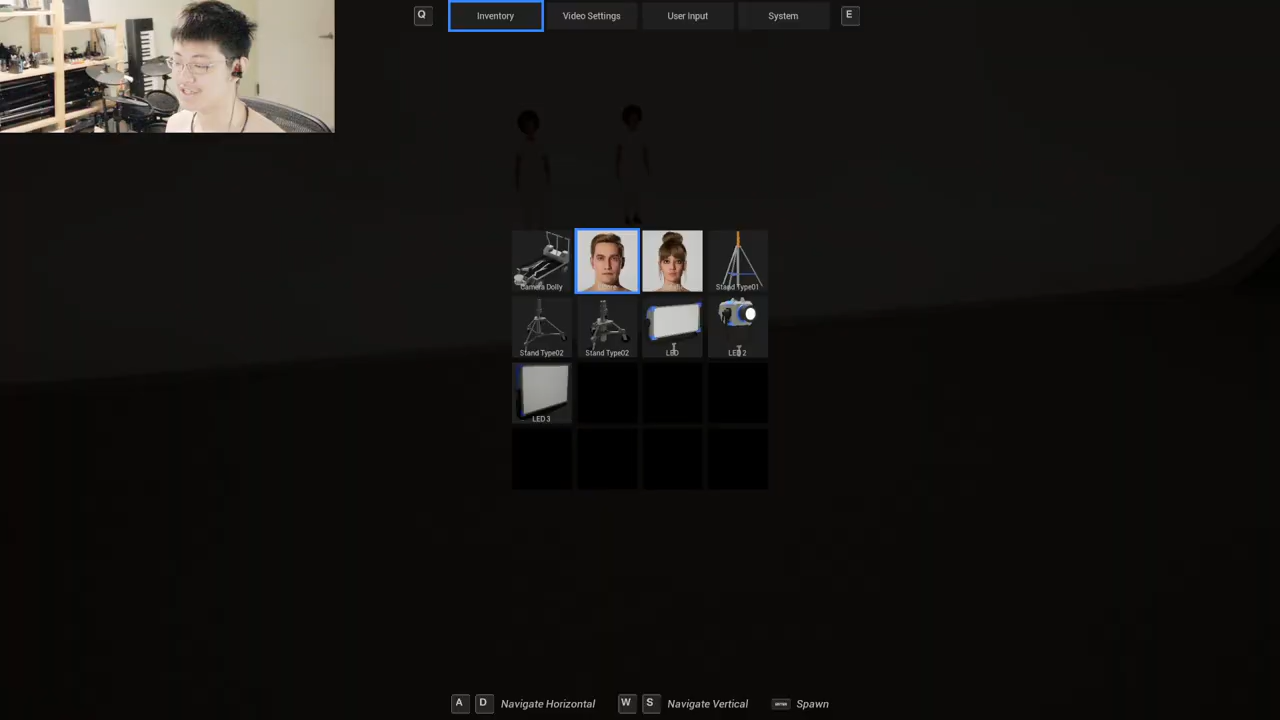 Q Inventory Video Settings User Input System E
Camera Dolly Stand Type01
Stand Type02 Stand Type02 LED LED 2
LED 3
A D Navigate Horizontal W S Navigate Vertical Spawn